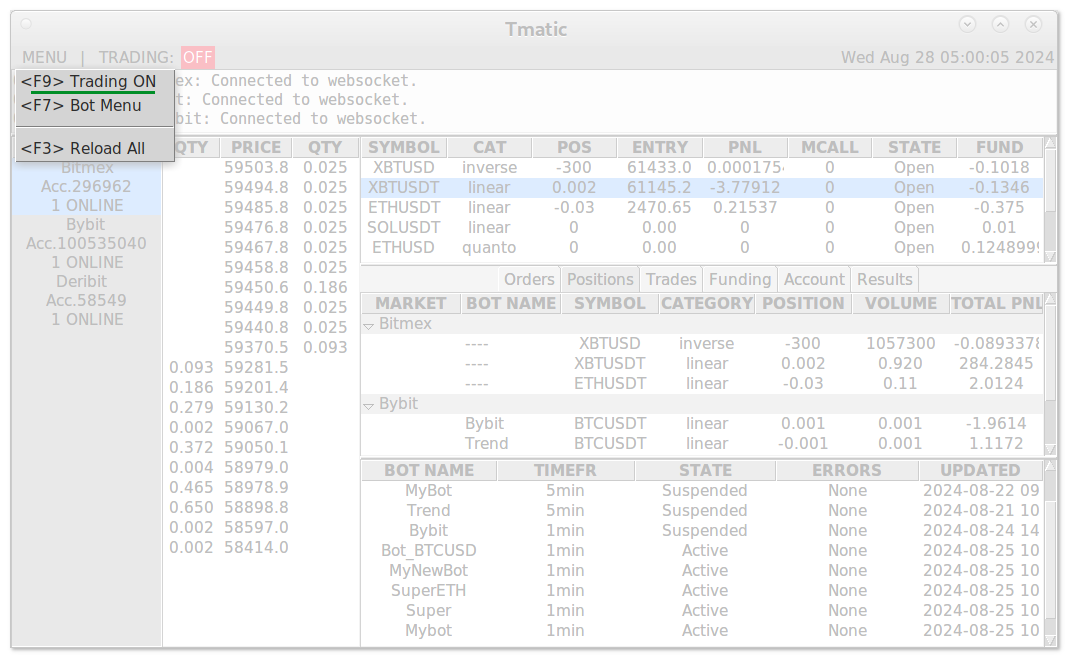 Tmatic
MENU | TRADING: OFF Wed Aug 28 05:00:05 2024
<F9> Trading ON
<F7> Bot Menu
<F3> Reload All
ex: Connected to websocket.
t: Connected to websocket.
bit: Connected to websocket.
Bitmex
Acc.296962
1 ONLINE
Bybit
Acc.100535040
1 ONLINE
Deribit
Acc.58549
1 ONLINE
QTY PRICE QTY
59503.8 0.025
59494.8 0.025
59485.8 0.025
59476.8 0.025
59467.8 0.025
59458.8 0.025
59450.6 0.186
59449.8 0.025
59440.8 0.025
59370.5 0.093
0.093 59281.5
0.186 59201.4
0.279 59130.2
0.002 59067.0
0.372 59050.1
0.004 58979.0
0.465 58978.9
0.650 58898.8
0.002 58597.0
0.002 58414.0
SYMBOL CAT POS ENTRY PNL MCALL STATE FUND
XBTUSD inverse -300 61433.0 0.000175 0 Open -0.1018
XBTUSDT linear 0.002 61145.2 -3.77912 0 Open -0.1346
ETHUSDT linear -0.03 2470.65 0.21537 0 Open -0.375
SOLUSDT linear 0 0.00 0 0 Open 0.01
ETHUSD quanto 0 0.00 0 0 Open 0.124899
Orders Positions Trades Funding Account Results
MARKET BOT NAME SYMBOL CATEGORY POSITION VOLUME TOTAL PNL
Bitmex
---- XBTUSD inverse -300 1057300 -0.089337
---- XBTUSDT linear 0.002 0.920 284.2845
---- ETHUSDT linear -0.03 0.11 2.0124
Bybit
Bybit BTCUSDT linear 0.001 0.001 -1.9614
Trend BTCUSDT linear -0.001 0.001 1.1172
BOT NAME TIMEFR STATE ERRORS UPDATED
MyBot 5min Suspended None 2024-08-22 09
Trend 5min Suspended None 2024-08-21 10
Bybit 1min Suspended None 2024-08-24 14
Bot_BTCUSD 1min Active None 2024-08-25 10
MyNewBot 1min Active None 2024-08-25 10
SuperETH 1min Active None 2024-08-25 10
Super 1min Active None 2024-08-25 10
Mybot 1min Active None 2024-08-25 10